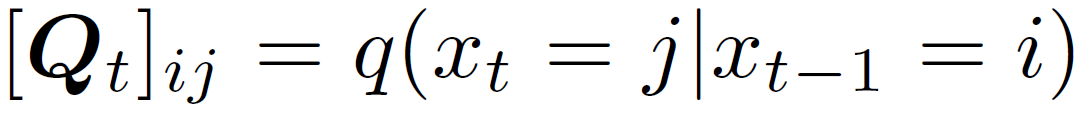 [Q_t]_{ij} = q(x_t = j|x_{t−1} = i)